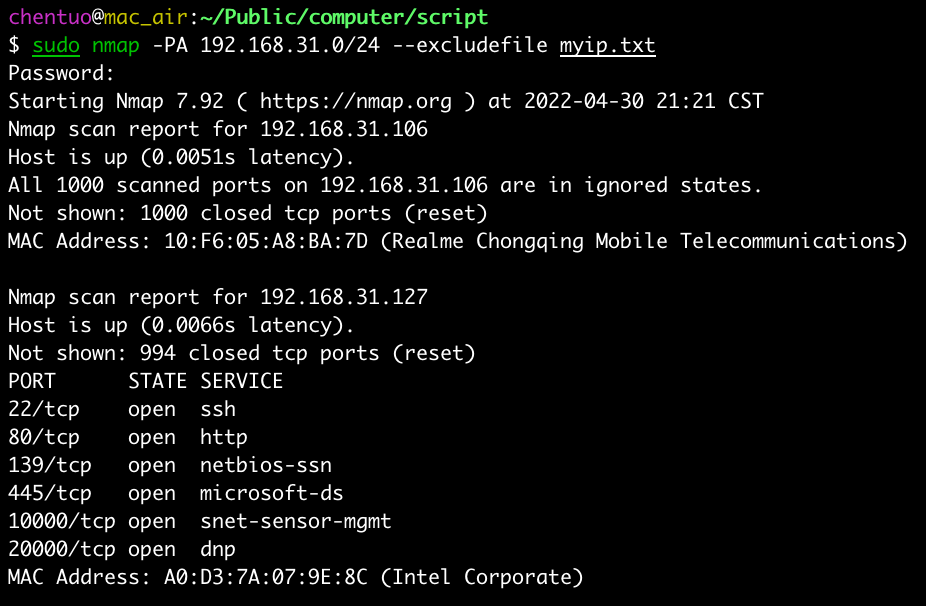 chentuo@mac_air:~/Public/computer/script
$ sudo nmap -PA 192.168.31.0/24 --excludefile myip.txt
Password:
Starting Nmap 7.92 ( https://nmap.org ) at 2022-04-30 21:21 CST
Nmap scan report for 192.168.31.106
Host is up (0.0051s latency).
All 1000 scanned ports on 192.168.31.106 are in ignored states.
Not shown: 1000 closed tcp ports (reset)
MAC Address: 10:F6:05:A8:BA:7D (Realme Chongqing Mobile Telecommunications)

Nmap scan report for 192.168.31.127
Host is up (0.0066s latency).
Not shown: 994 closed tcp ports (reset)
PORT      STATE SERVICE
22/tcp    open  ssh
80/tcp    open  http
139/tcp   open  netbios-ssn
445/tcp   open  microsoft-ds
10000/tcp open  snet-sensor-mgmt
20000/tcp open  dnp
MAC Address: A0:D3:7A:07:9E:8C (Intel Corporate)